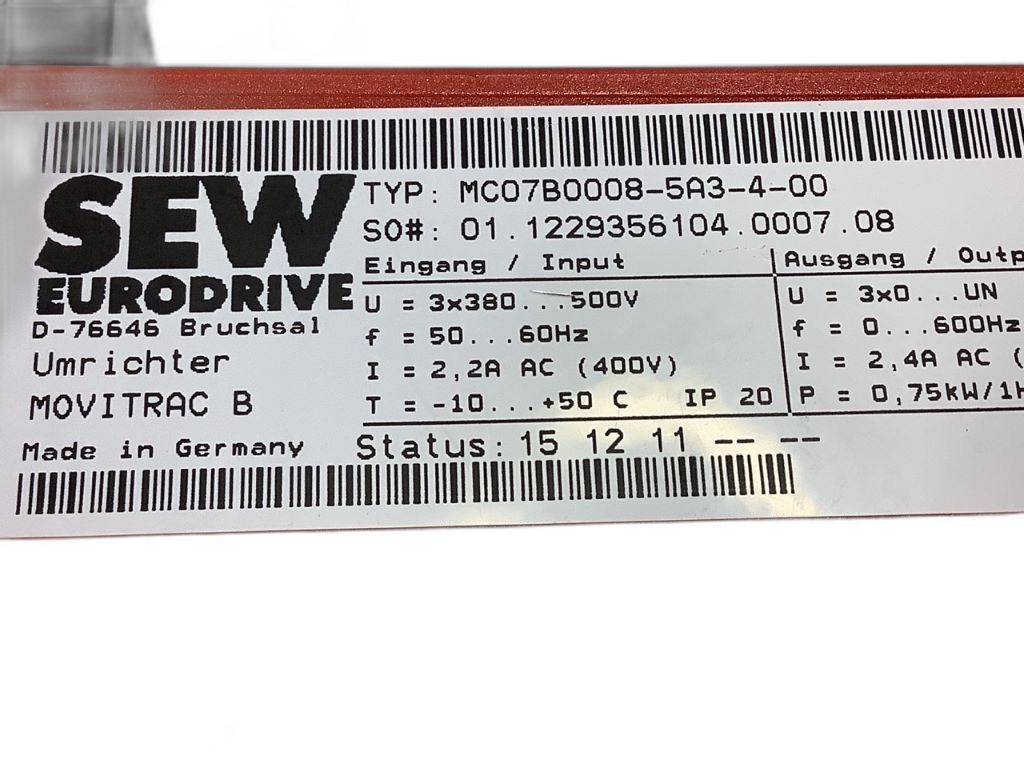 SEW
EURODRIVE
D-76646 Bruchsal
Umrichter
MOVITRAC B
Made in Germany
TYP: MC07B0008-5A3-4-00
SO#: 01.1229356104.0007.08
Eingang / Input
U = 3x380...500V
f = 50...60Hz
I = 2,2A AC (400V)
T = -10...+50 C IP 20
Ausgang / Outp
U = 3x0...UN
f = 0...600Hz
I = 2,4A AC (
P = 0,75kW/1H
Status: 15 12 11 -- --